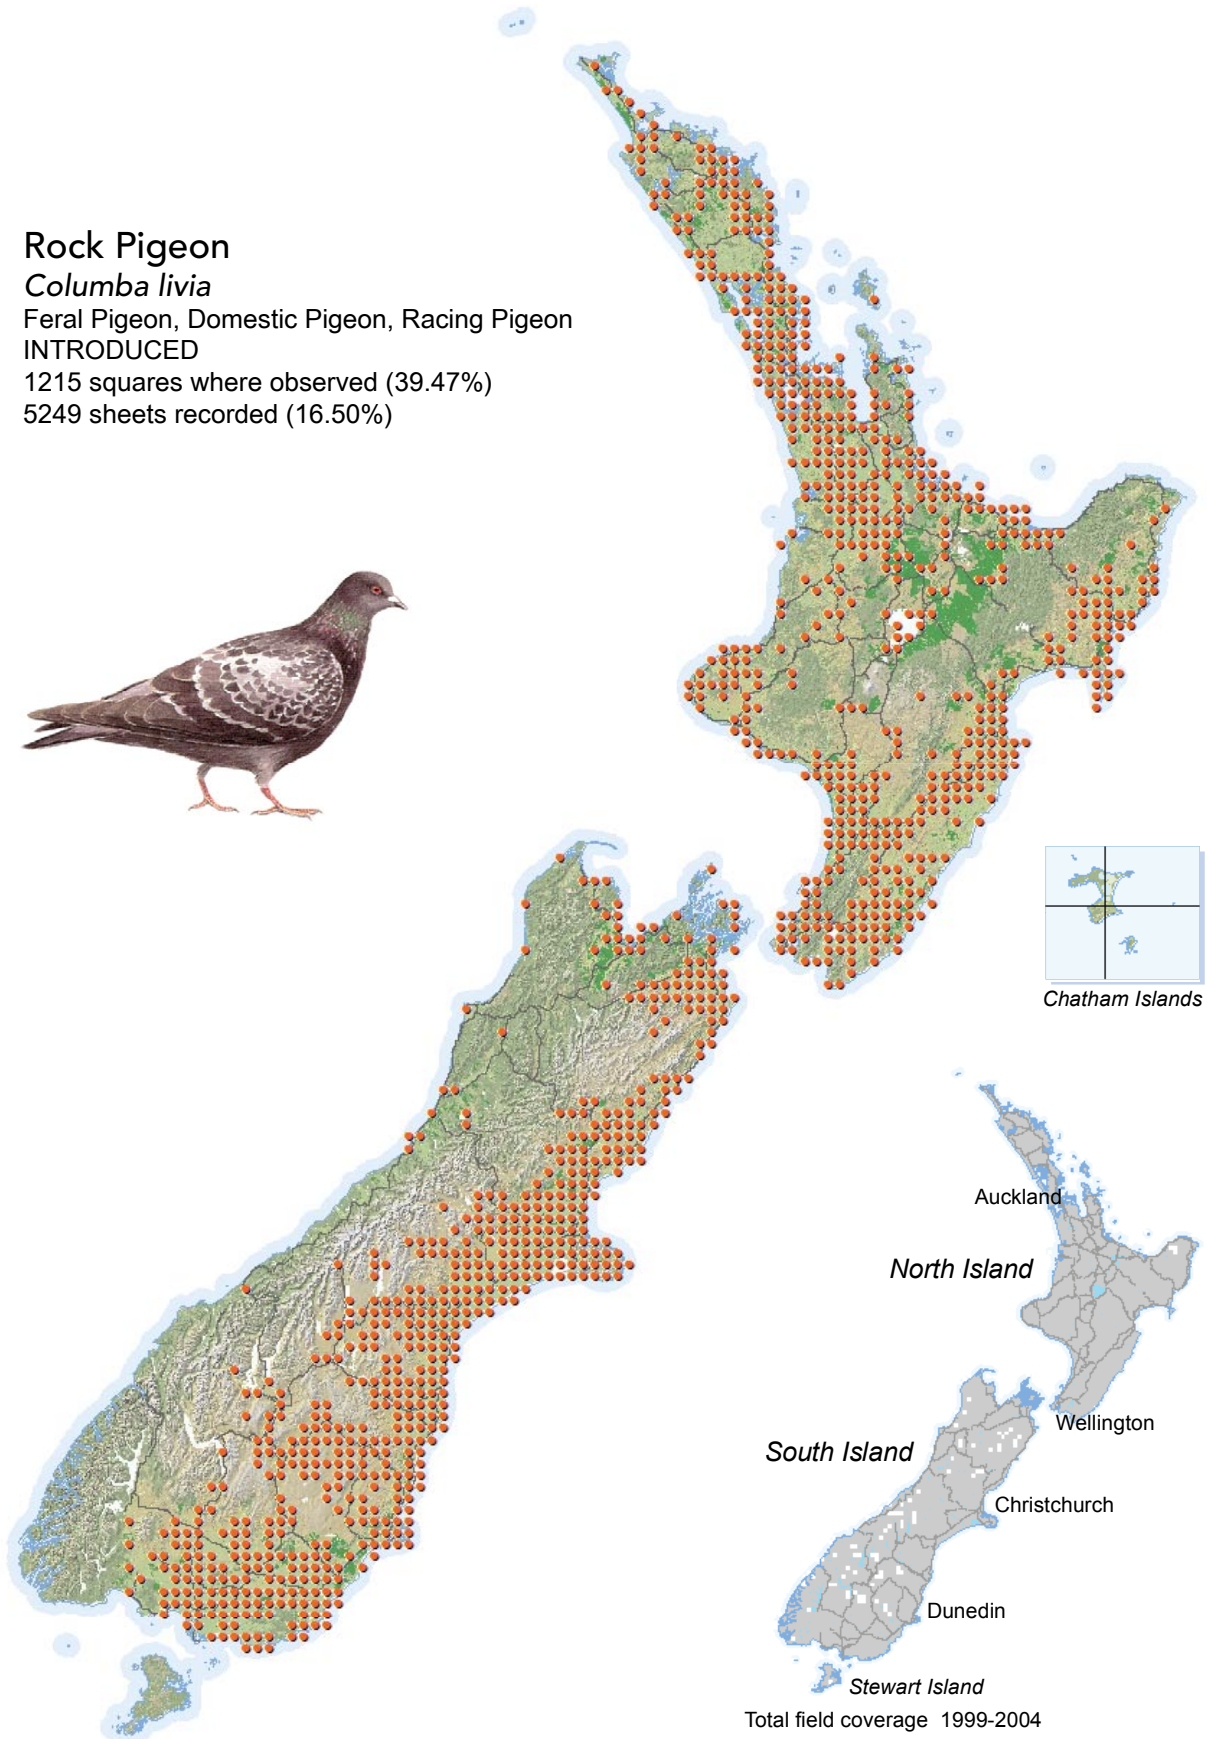 Rock Pigeon
Columba livia
Feral Pigeon, Domestic Pigeon, Racing Pigeon
INTRODUCED
1215 squares where observed (39.47%)
5249 sheets recorded (16.50%)
Chatham Islands
Auckland
North Island
Wellington
South Island
Christchurch
Dunedin
Stewart Island
Total field coverage 1999-2004